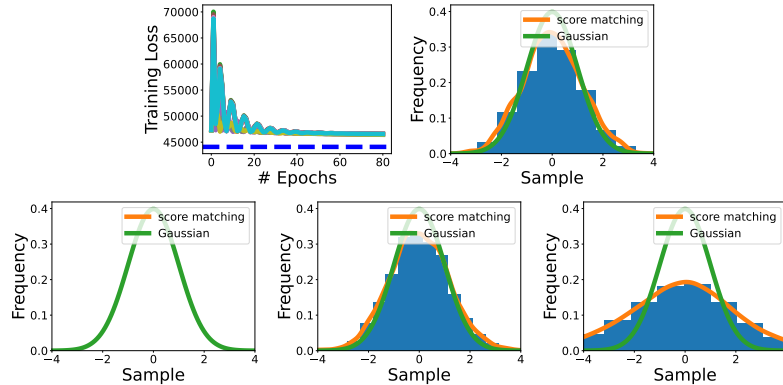 70000
65000
60000
55000
50000
45000
Training Loss
0 20 40 60 80
# Epochs
0.4
0.3
0.2
0.1
0.0
Frequency
score matching
Gaussian
−4 −2 0 2 4
Sample
0.4
0.3
0.2
0.1
0.0
Frequency
score matching
Gaussian
−4 −2 0 2 4
Sample
0.4
0.3
0.2
0.1
0.0
Frequency
score matching
Gaussian
−4 −2 0 2 4
Sample
0.4
0.3
0.2
0.1
0.0
Frequency
score matching
Gaussian
−4 −2 0 2 4
Sample